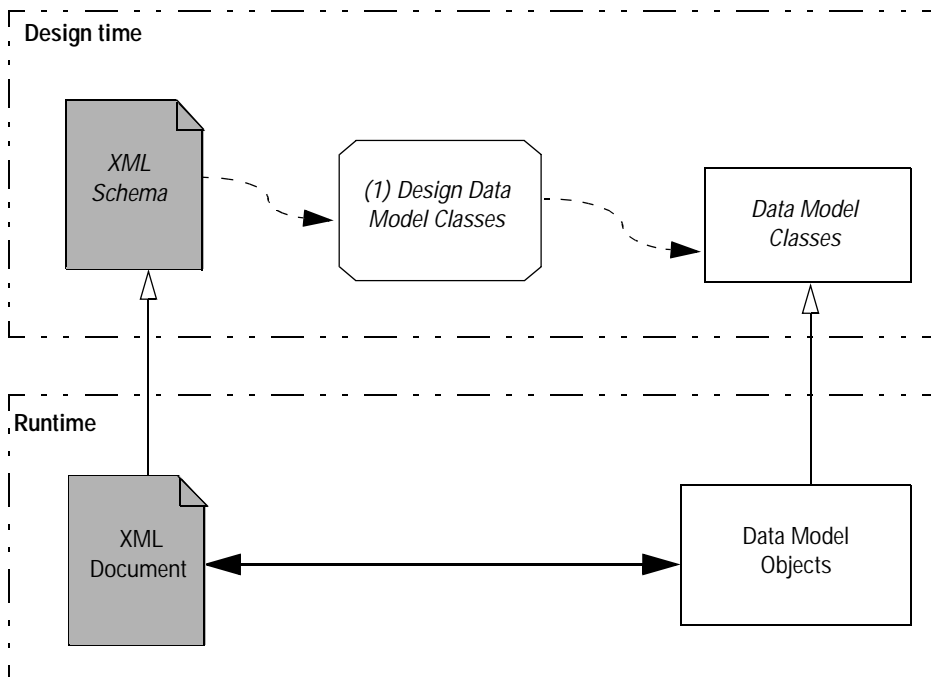 Design time
XML
Schema
(1) Design Data
Model Classes
Data Model
Classes
Runtime
XML
Document
Data Model
Objects